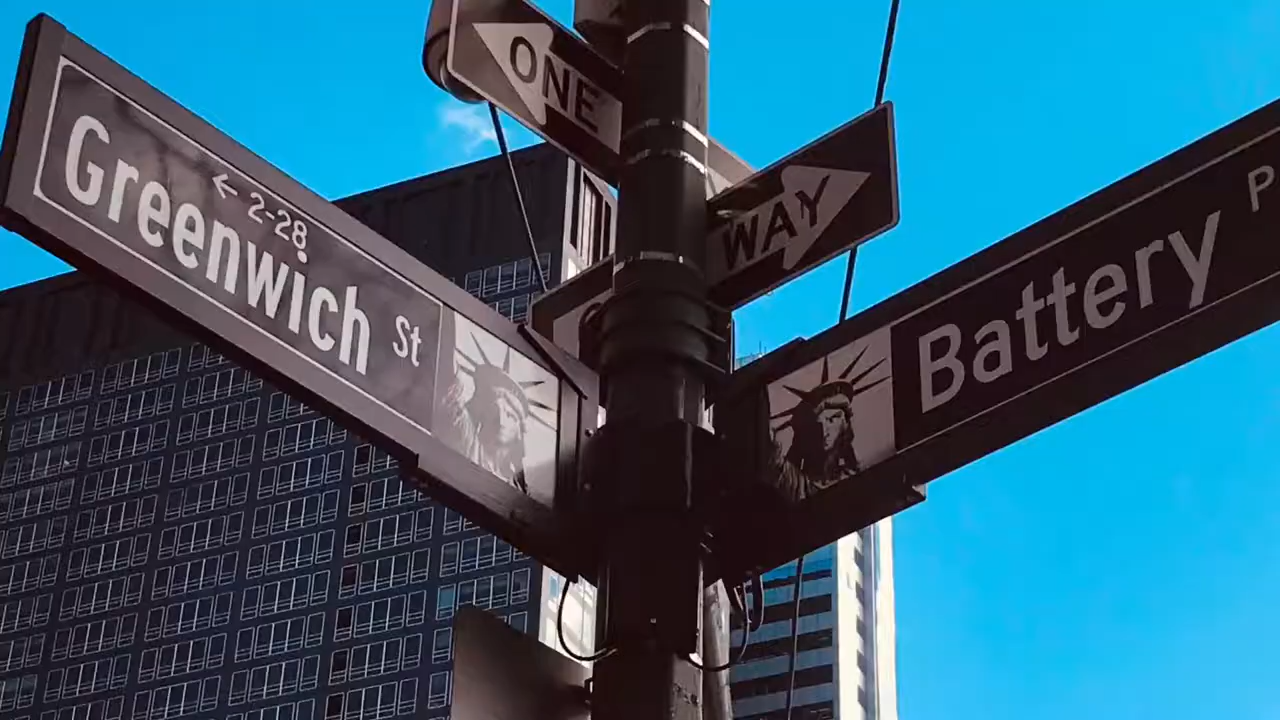 ONE
WAY
← 2-28
Greenwich St
Battery